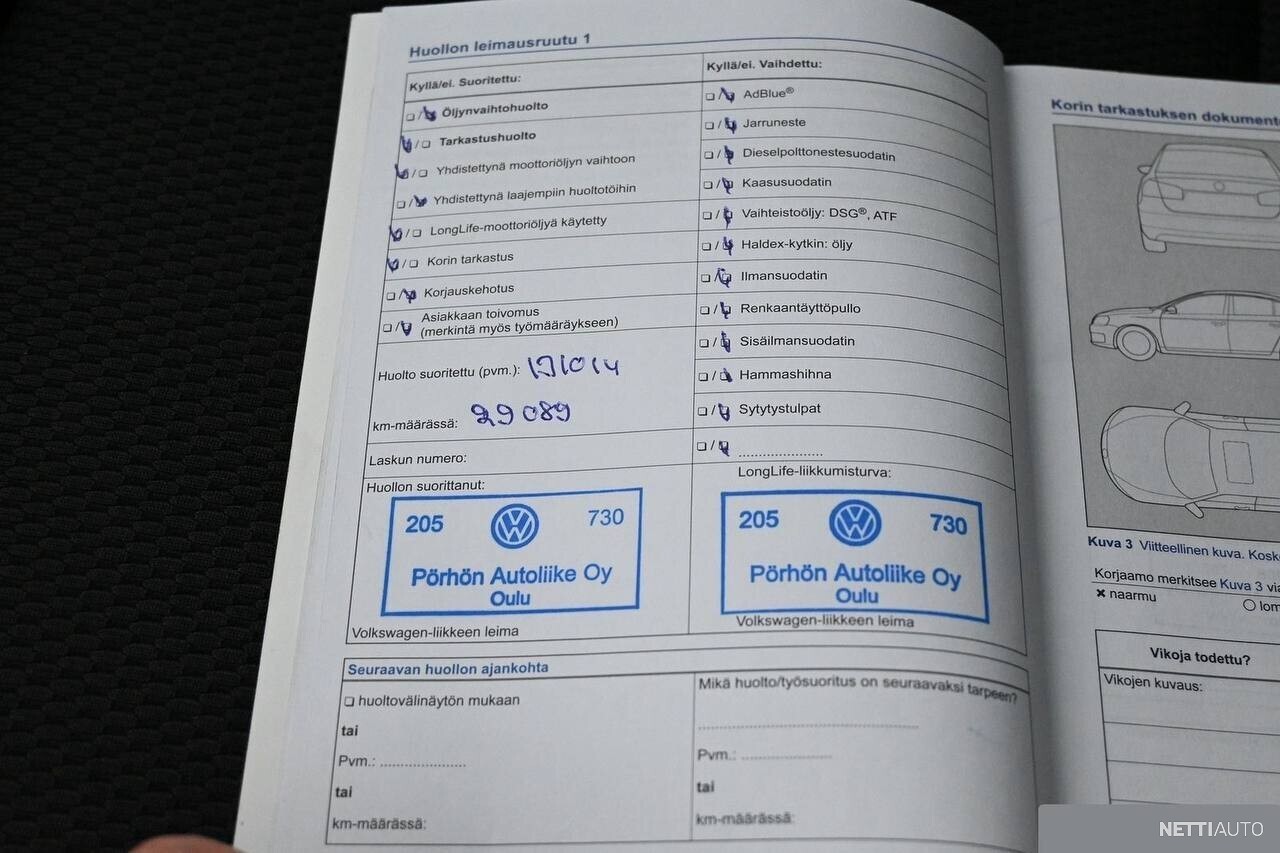 Huollon leimausruutu 1
Kyllä/ei. Suoritettu:
❏ / ❏ Öljynvaihtohuolto
❏ / ❏ Tarkastushuolto
❏ / ❏ Yhdistettynä moottoriöljyn vaihtoon
❏ / ❏ Yhdistettynä laajempiin huoltotöihin
❏ / ❏ LongLife-moottoriöljyä käytetty
❏ / ❏ Korin tarkastus
❏ / ❏ Korjauskehotus
❏ / ❏ Asiakkaan toivomus
(merkintä myös työmääräykseen)
Huolto suoritettu (pvm.):
km-määrässä: 29 089
Laskun numero:
Huollon suorittanut:
205 730
Pörhön Autoliike Oy
Oulu
Volkswagen-liikkeen leima
Kyllä/ei. Vaihdettu:
❏ / ❏ AdBlue®
❏ / ❏ Jarruneste
❏ / ❏ Dieselpolttonestesuodatin
❏ / ❏ Kaasusuodatin
❏ / ❏ Vaihteistoöljy: DSG®, ATF
❏ / ❏ Haldex-kytkin: öljy
❏ / ❏ Ilmansuodatin
❏ / ❏ Renkaantäyttöpullo
❏ / ❏ Sisäilmansuodatin
❏ / ❏ Hammashihna
❏ / ❏ Sytytystulpat
❏ / ❏ .....................
LongLife-liikkumisturva:
205 730
Pörhön Autoliike Oy
Oulu
Volkswagen-liikkeen leima
Seuraavan huollon ajankohta
❏ huoltovälinäytön mukaan
tai
Pvm.: .....................
tai
km-määrässä:
Mikä huolto/työsuoritus on seuraavaksi tarpeen?
Pvm.: .....................
tai
km-määrässä:
Korin tarkastuksen dokument
Kuva 3 Viitteellinen kuva. Kosk
Korjaamo merkitsee Kuva 3 via
× naarmu
○ lom
Vikoja todettu?
Vikojen kuvaus:
NETTIAUTO